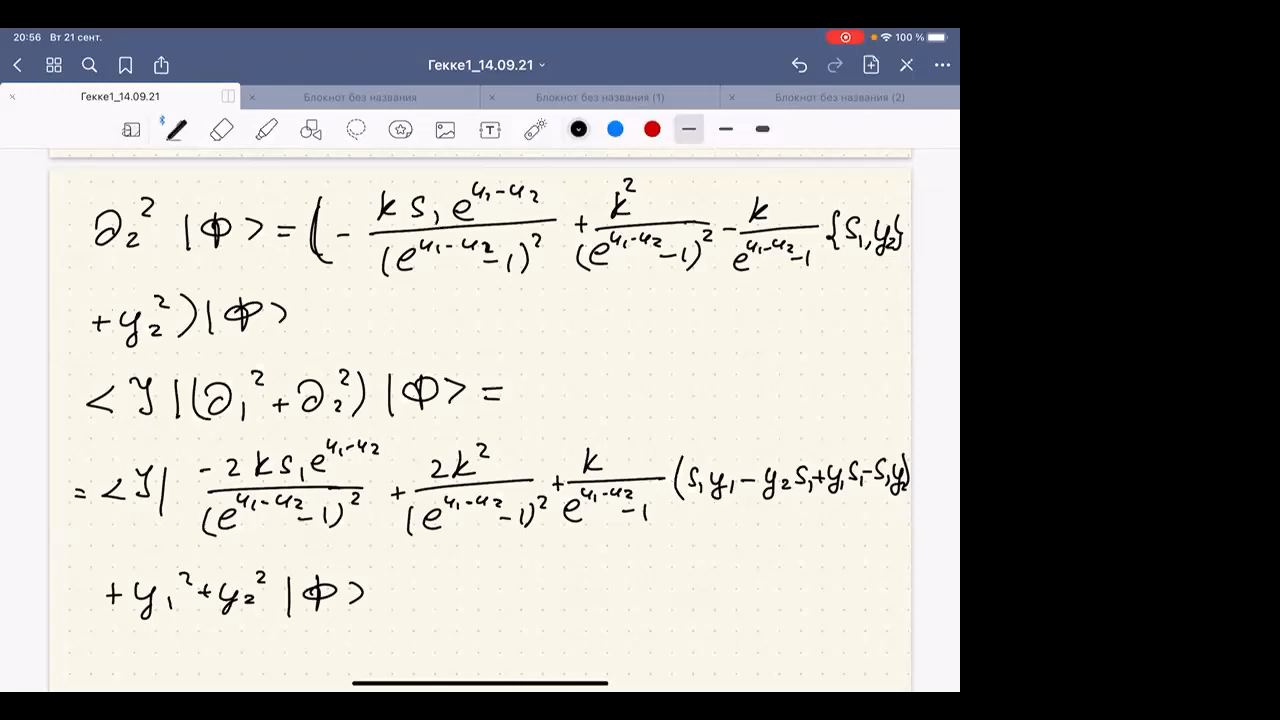 20:56 Вт 21 сент. 100 %
Гекке1_14.09.21
Гекке1_14.09.21 Блокнот без названия Блокнот без названия (1) Блокнот без названия (2)
∂₂² |Φ> = ( - k s₁ e^{u₁-u₂} / (e^{u₁-u₂} - 1)² + k² / (e^{u₁-u₂} - 1)² - k / (e^{u₁-u₂} - 1) {s₁, y₂}
+ y₂² ) |Φ>
< ℑ | (∂₁² + ∂₂²) |Φ> =
= < ℑ | -2 k s₁ e^{u₁-u₂} / (e^{u₁-u₂} - 1)² + 2k² / (e^{u₁-u₂} - 1)² + k / (e^{u₁-u₂} - 1) (s₁y₁ - y₂s₁ + y₁s₁ - s₁y₂)
+ y₁² + y₂² |Φ>